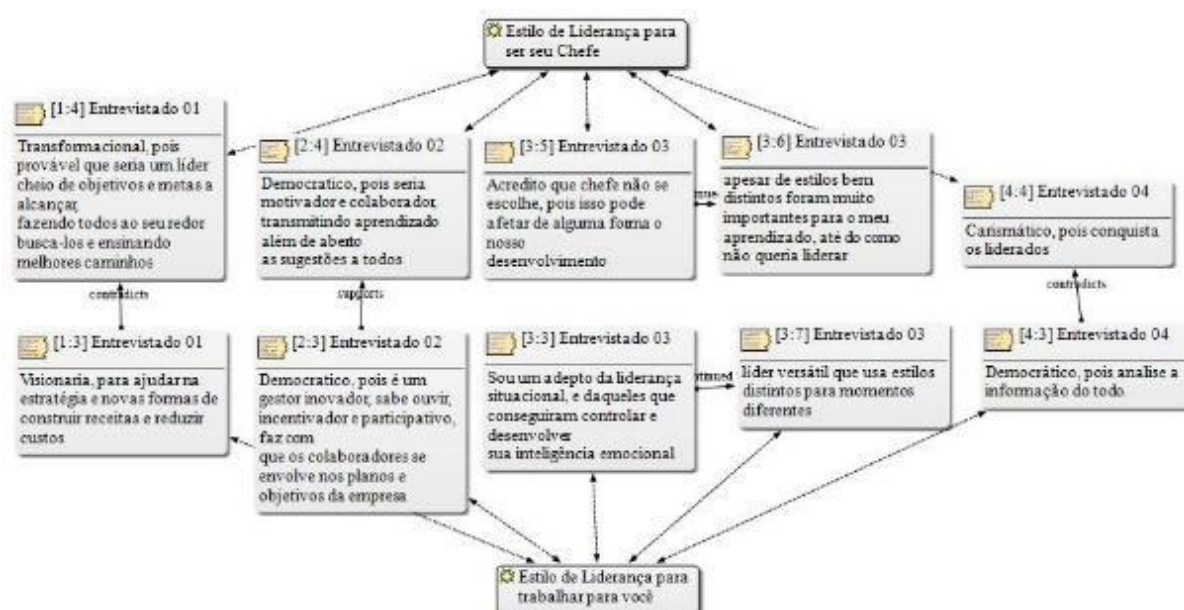 Estilo de Liderança para
ser seu Chefe
[1:4] Entrevistado 01
Transformacional, pois
provável que seria um líder
cheio de objetivos e metas a
alcançar,
fazendo todos ao seu redor
busca-los e ensinando
melhores caminhos
[2:4] Entrevistado 02
Democratico, pois seria
motivador e colaborador,
transmitindo aprendizado
além de aberto
as sugestões a todos
[3:5] Entrevistado 03
Acredito que chefe não se
escolhe, pois isso pode
afetar de alguma forma o
nosso
desenvolvimento
[3:6] Entrevistado 03
apesar de estilos bem
distintos foram muito
importantes para o meu
aprendizado, até do como
não queria liderar
[4:4] Entrevistado 04
Carismático, pois conquista
os liderados
contradicts
supports
contradicts
[1:3] Entrevistado 01
Visionaria, para ajudar na
estratégia e novas formas de
construir receitas e reduzir
custos
[2:3] Entrevistado 02
Democratico, pois é um
gestor inovador, sabe ouvir,
incentivador e participativo,
faz com
que os colaboradores se
envolve nos planos e
objetivos da empresa
[3:3] Entrevistado 03
Sou um adepto da liderança
situacional, e daqueles que
conseguiram controlar e
desenvolver
sua inteligência emocional
[3:7] Entrevistado 03
lider versátil que usa estilos
distintos para momentos
diferentes
[4:3] Entrevistado 04
Democrático, pois analise a
informação do todo
Estilo de Liderança para
trabalhar para você